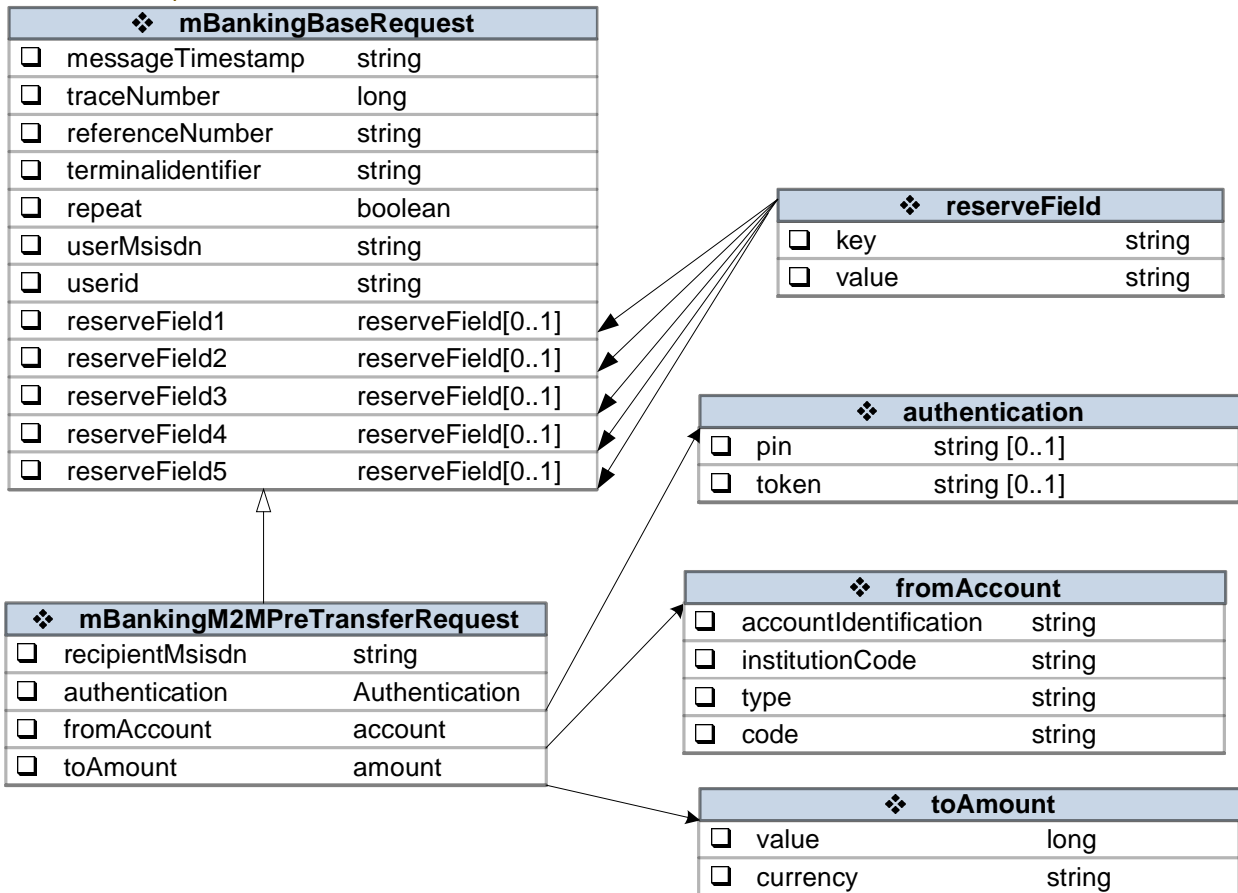 mBankingBaseRequest
messageTimestamp string
traceNumber long
referenceNumber string
terminalidentifier string
repeat boolean
userMsisdn string
userid string
reserveField1 reserveField[0..1]
reserveField2 reserveField[0..1]
reserveField3 reserveField[0..1]
reserveField4 reserveField[0..1]
reserveField5 reserveField[0..1]
reserveField
key string
value string
authentication
pin string [0..1]
token string [0..1]
mBankingM2MPreTransferRequest
recipientMsisdn string
authentication Authentication
fromAccount account
toAmount amount
fromAccount
accountIdentification string
institutionCode string
type string
code string
toAmount
value long
currency string